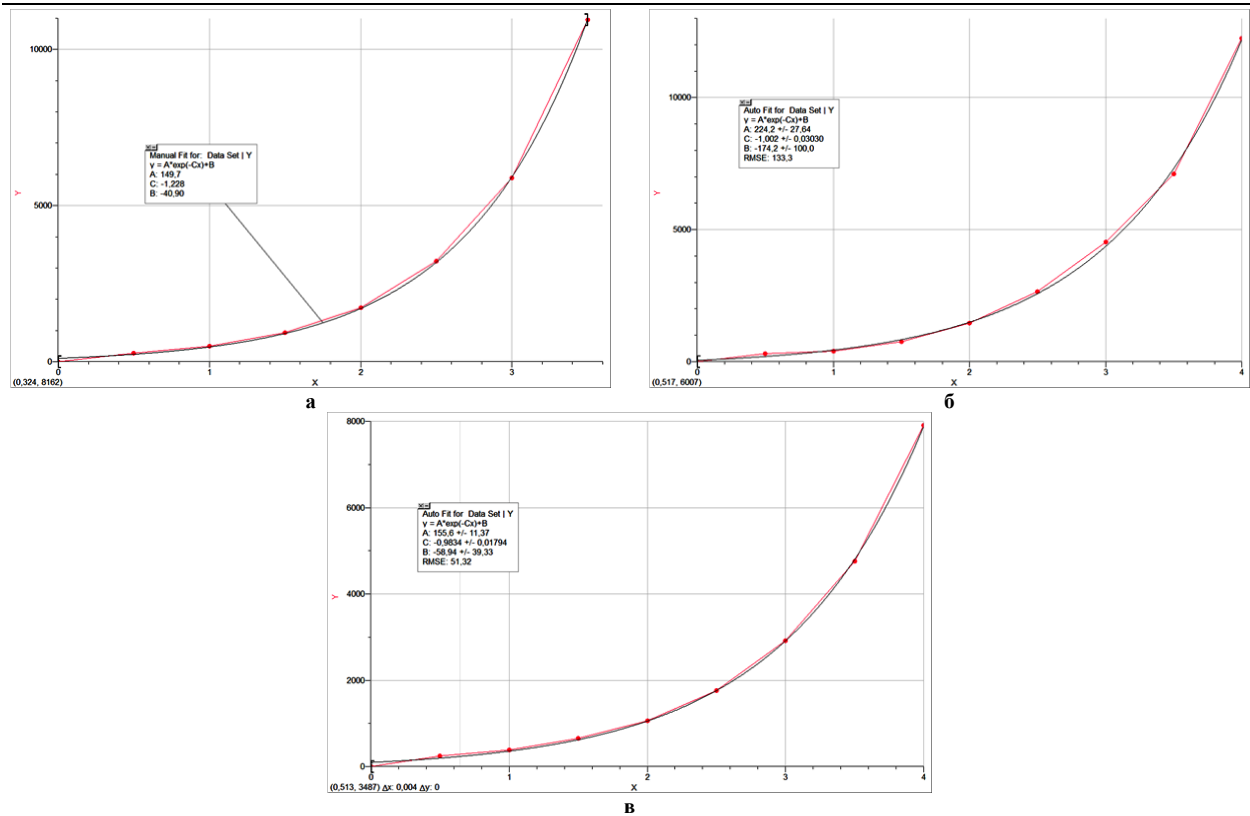 10000
5000
0
Y
Manual Fit for: Data Set | Y
y = A*exp(-Cx)+B
A: 149,7
C: -1,228
B: -40,90
0 1 2 3
(0,324, 8162)
X
а
10000
5000
0
Y
Auto Fit for Data Set | Y
y = A*exp(-Cx)+B
A: 224,2 +/- 27,64
C: -1,002 +/- 0,03030
B: -174,2 +/- 100,0
RMSE: 133,3
0 1 2 3 4
(0,517, 6007)
X
б
8000
6000
4000
2000
0
Y
Auto Fit for Data Set | Y
y = A*exp(-Cx)+B
A: 155,6 +/- 11,37
C: -0,9834 +/- 0,01794
B: -58,94 +/- 39,33
RMSE: 51,32
0 1 2 3 4
(0,513, 3487) Δx: 0,004 Δy: 0
X
в